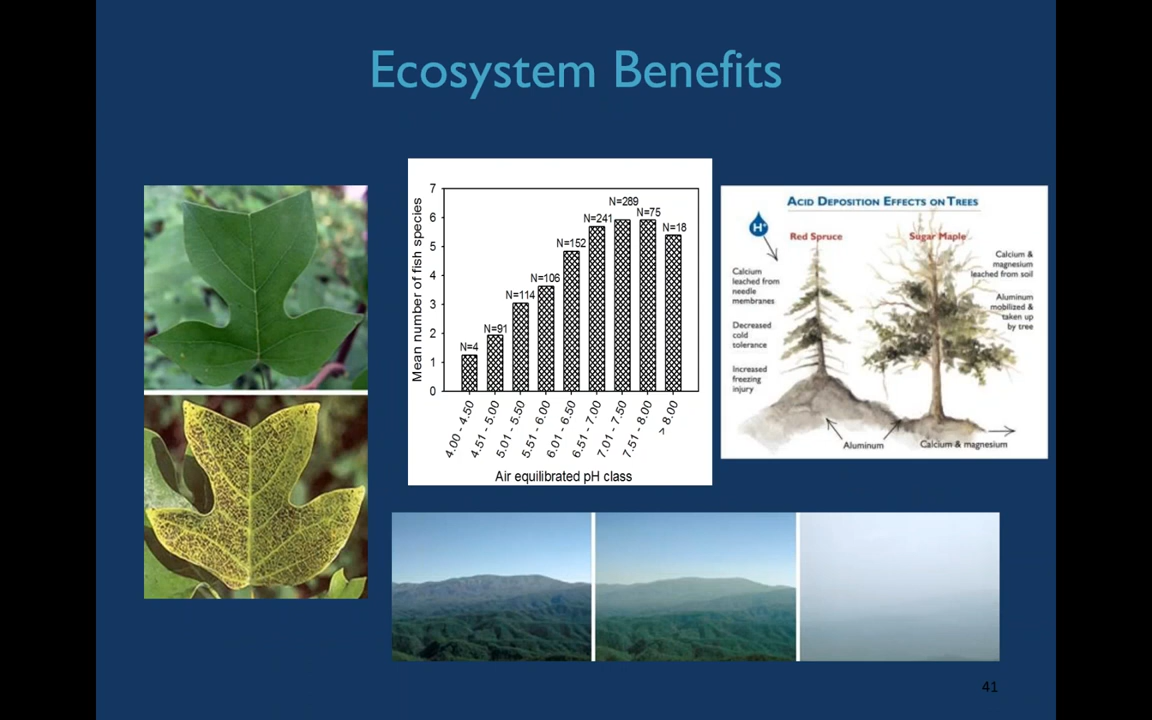 Ecosystem Benefits
Mean number of fish species
7
6
5
4
3
2
1
0
N=4
N=91
N=114
N=106
N=152
N=241
N=289
N=75
N=18
4.00 - 4.50
4.51 - 5.00
5.01 - 5.50
5.51 - 6.00
6.01 - 6.50
6.51 - 7.00
7.01 - 7.50
7.51 - 8.00
> 8.00
Air equilibrated pH class
ACID DEPOSITION EFFECTS ON TREES
H+
Red Spruce
Sugar Maple
Calcium
leached from
needle
membranes
Decreased
cold
tolerance
Increased
freezing
injury
Calcium &
magnesium
leached from soil
Aluminum
mobilized &
taken up
by tree
Aluminum
Calcium & magnesium
41